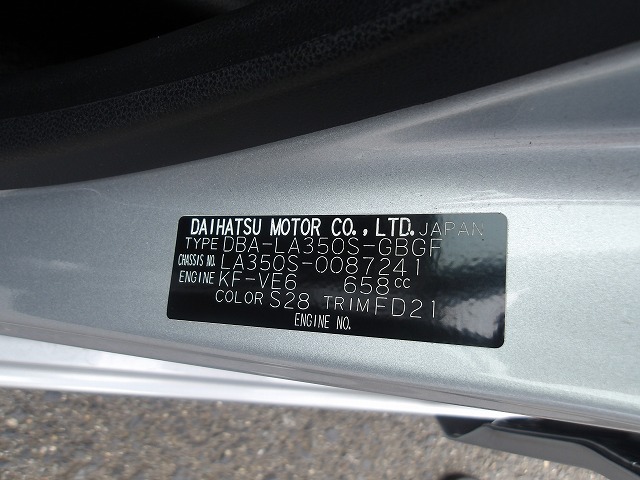 DAIHATSU MOTOR CO., LTD. JAPAN
TYPE DBA-LA350S-GBGF
CHASSIS NO. LA350S-0087241
ENGINE KF-VE6 658cc
COLOR S28 TRIM FD21
ENGINE NO.